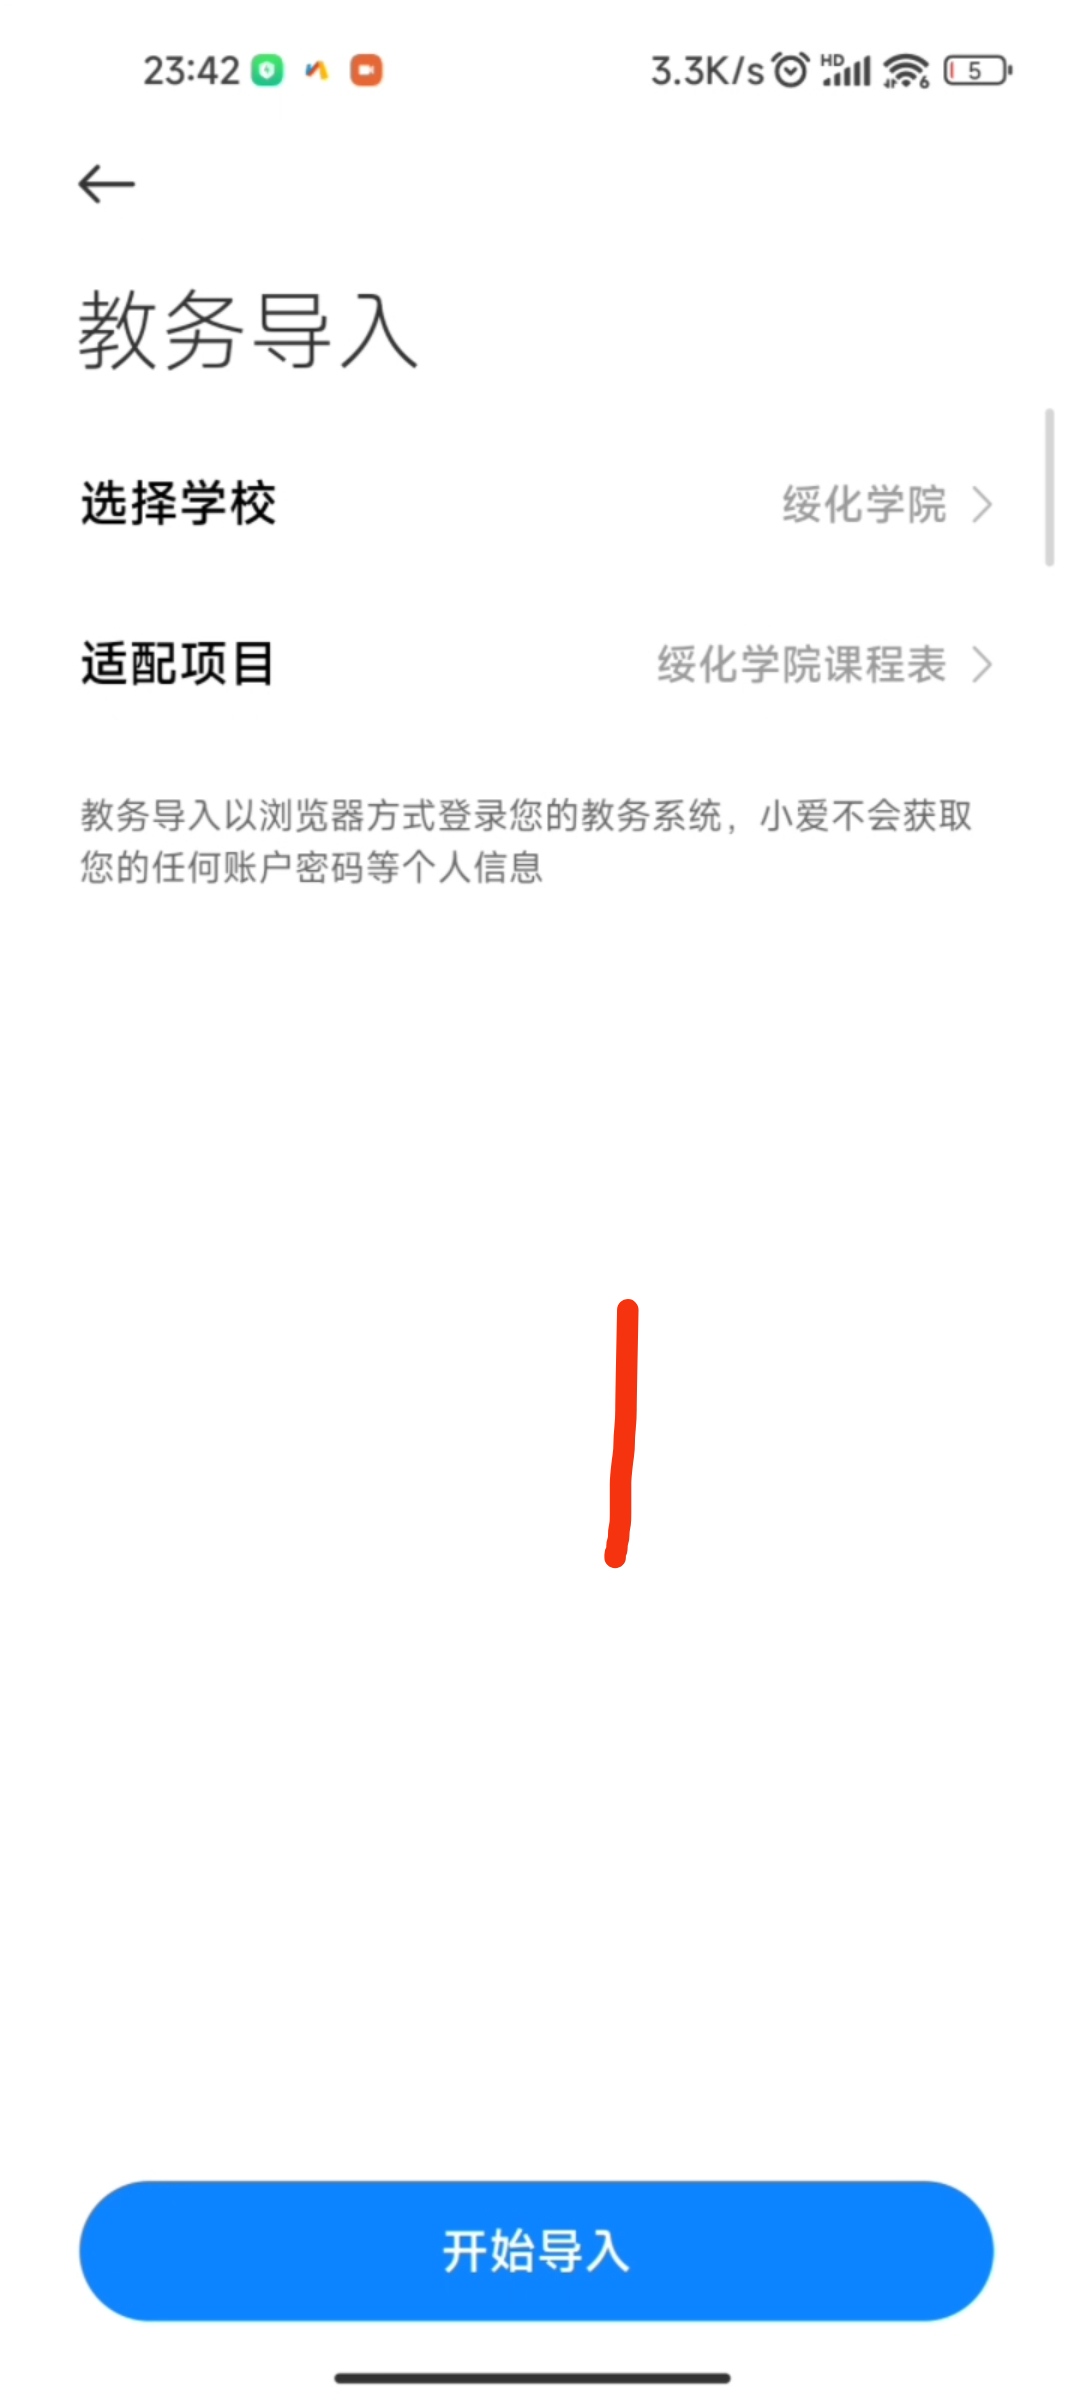 23:42 3.3K/s HD 6 5
教务导入
选择学校 绥化学院
适配项目 绥化学院课程表
教务导入以浏览器方式登录您的教务系统，小爱不会获取
您的任何账户密码等个人信息
开始导入